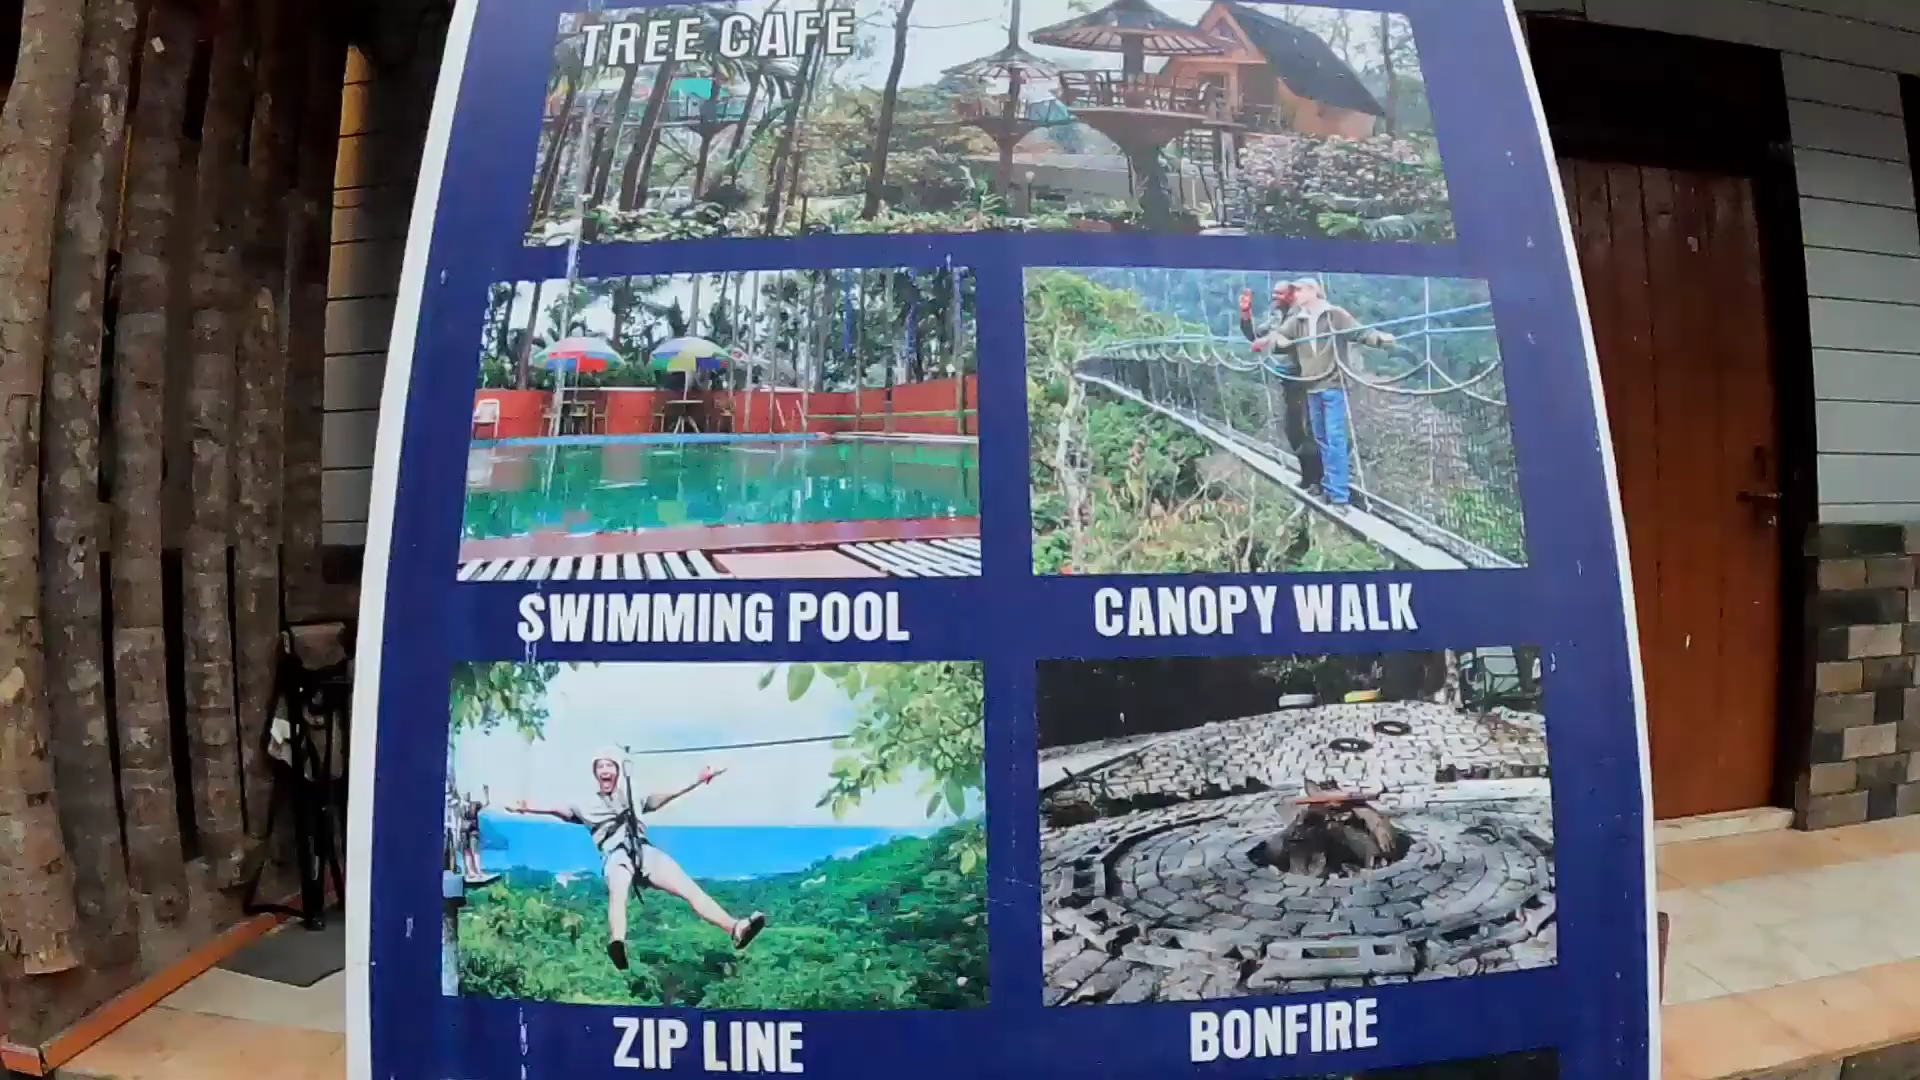 TREE CAFE
SWIMMING POOL
CANOPY WALK
ZIP LINE
BONFIRE